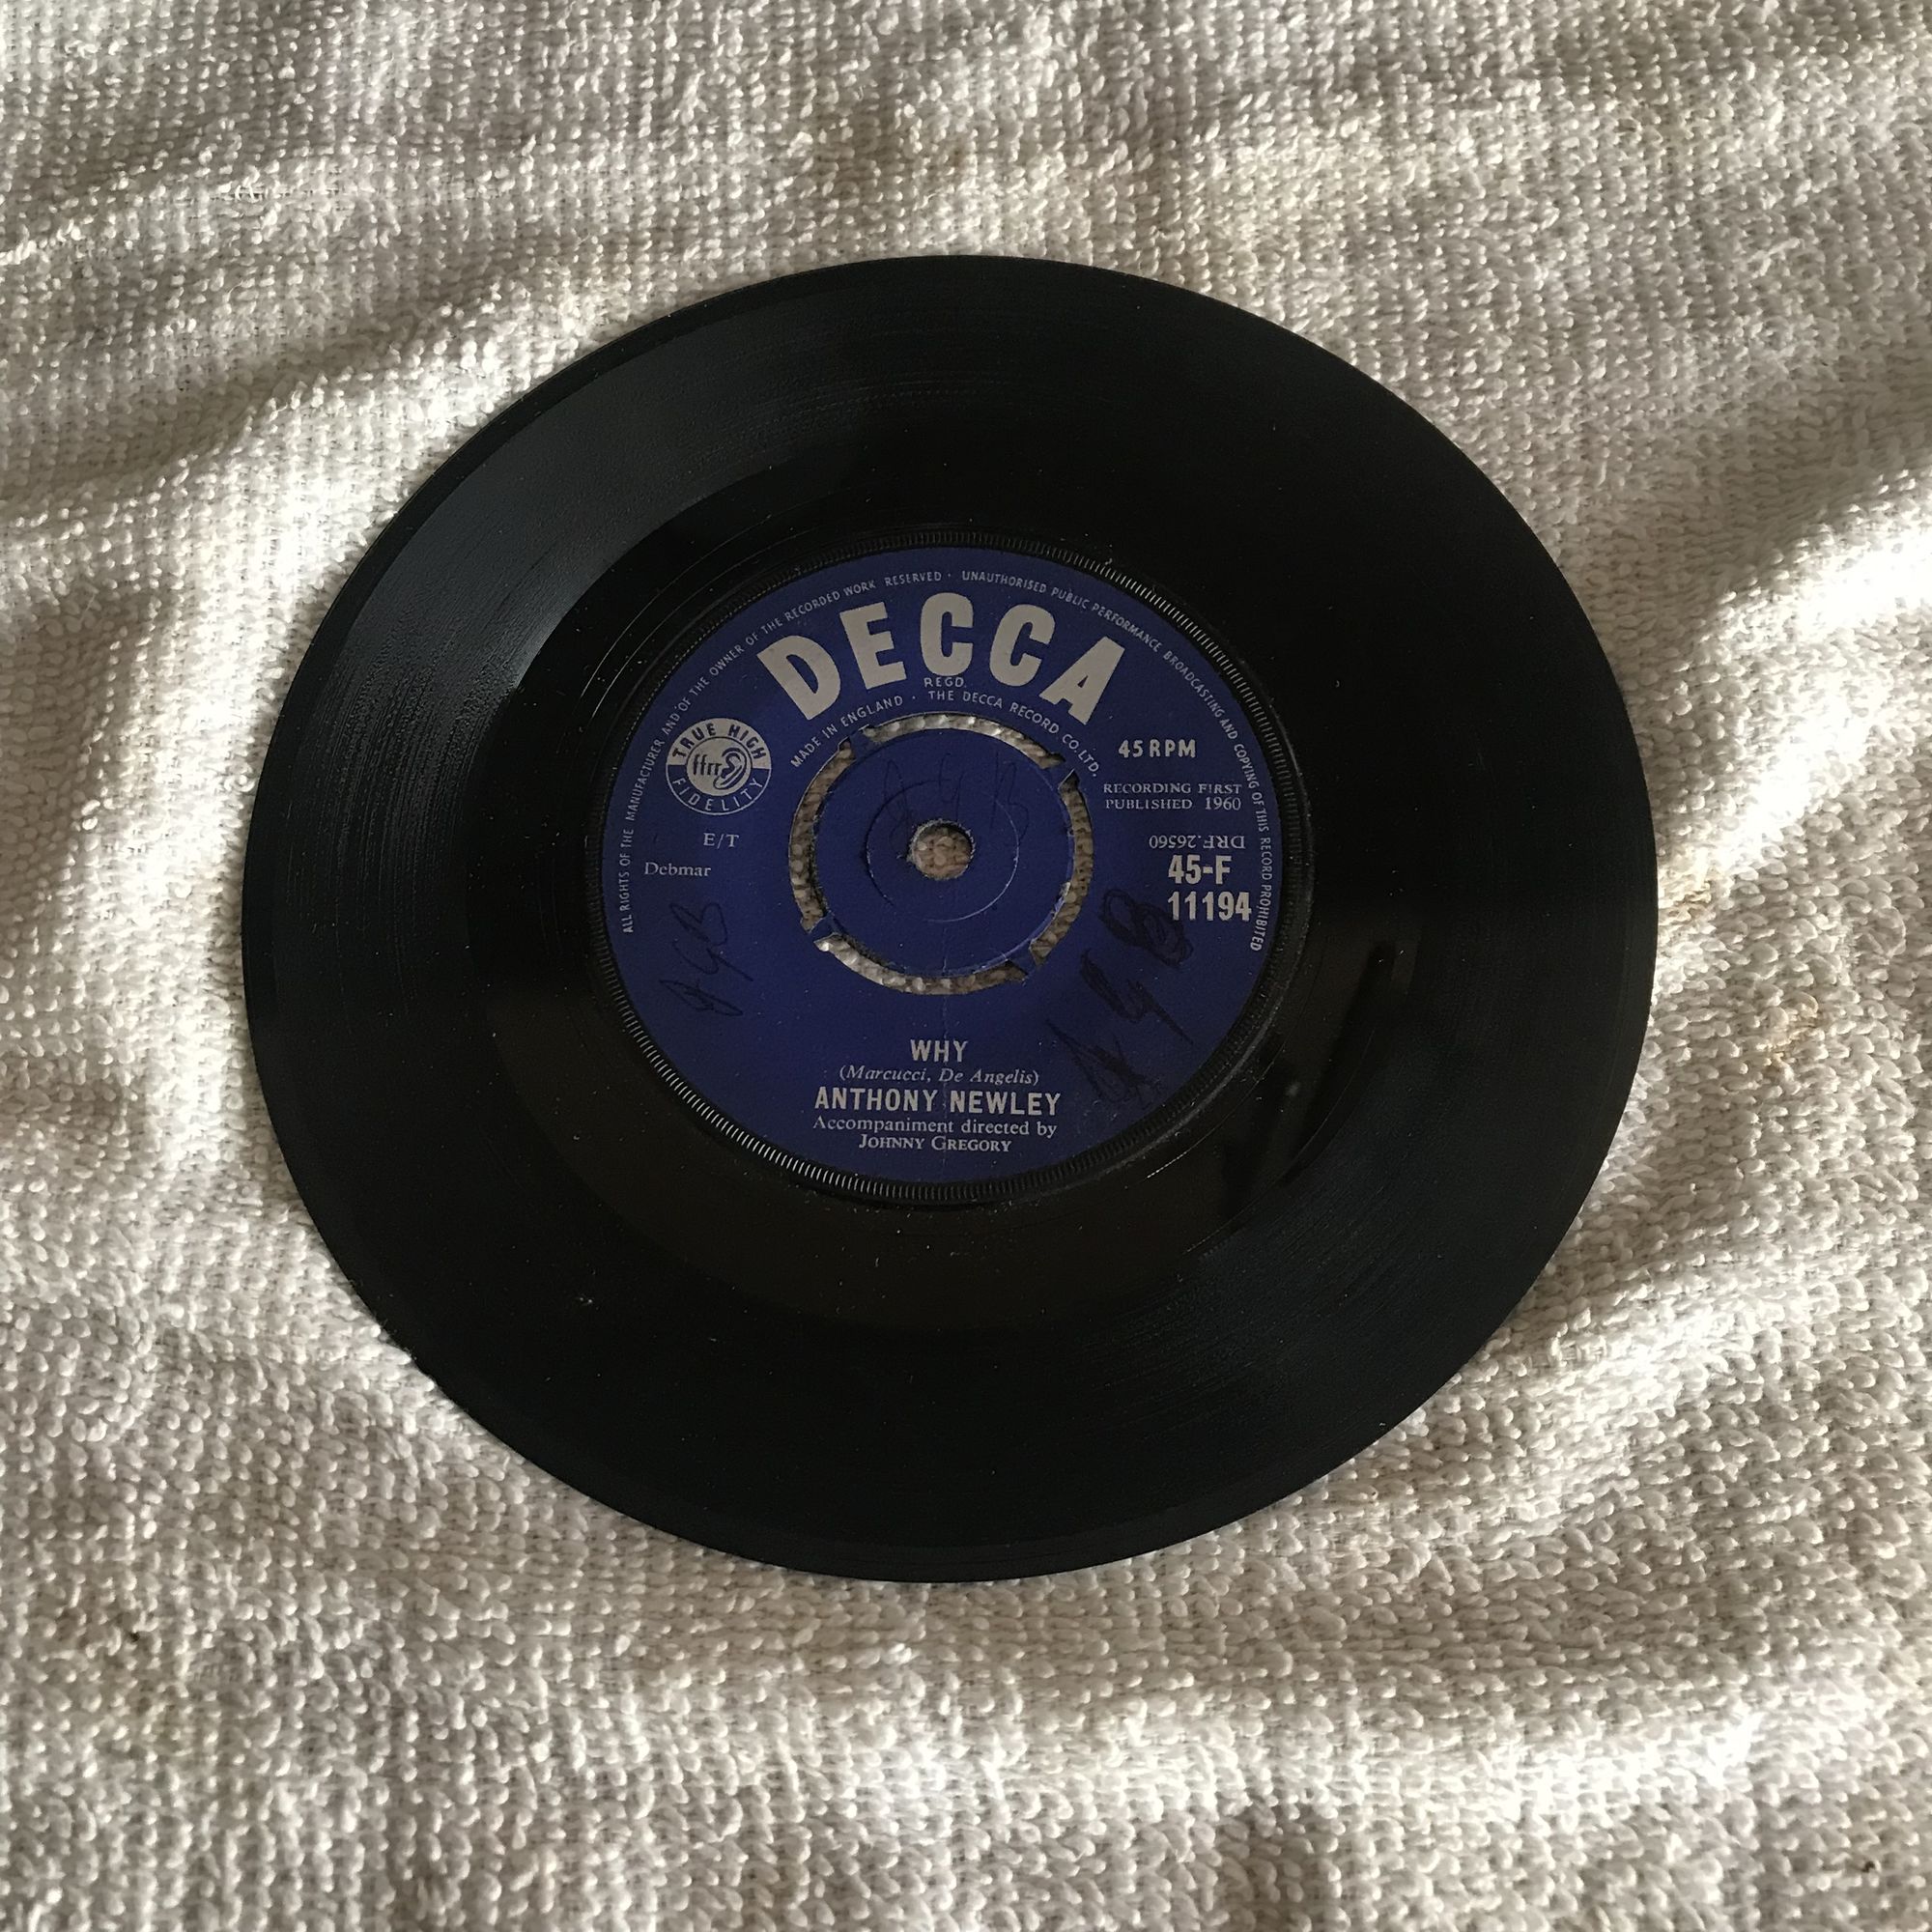 ALL RIGHTS OF THE MANUFACTURER AND OF THE OWNER OF THE RECORDED WORK RESERVED · UNAUTHORISED PUBLIC PERFORMANCE BROADCASTING AND COPYING OF THIS RECORD PROHIBITED
DECCA
REGD.
MADE IN ENGLAND · THE DECCA RECORD CO. LTD.
TRUE HIGH
ffrr
FIDELITY
45 RPM
RECORDING FIRST
PUBLISHED 1960
E/T
DRF.26560
Debmar
45-F
11194
AGB
AGB
AGB
WHY
(Marcucci, De Angelis)
ANTHONY NEWLEY
Accompaniment directed by
JOHNNY GREGORY